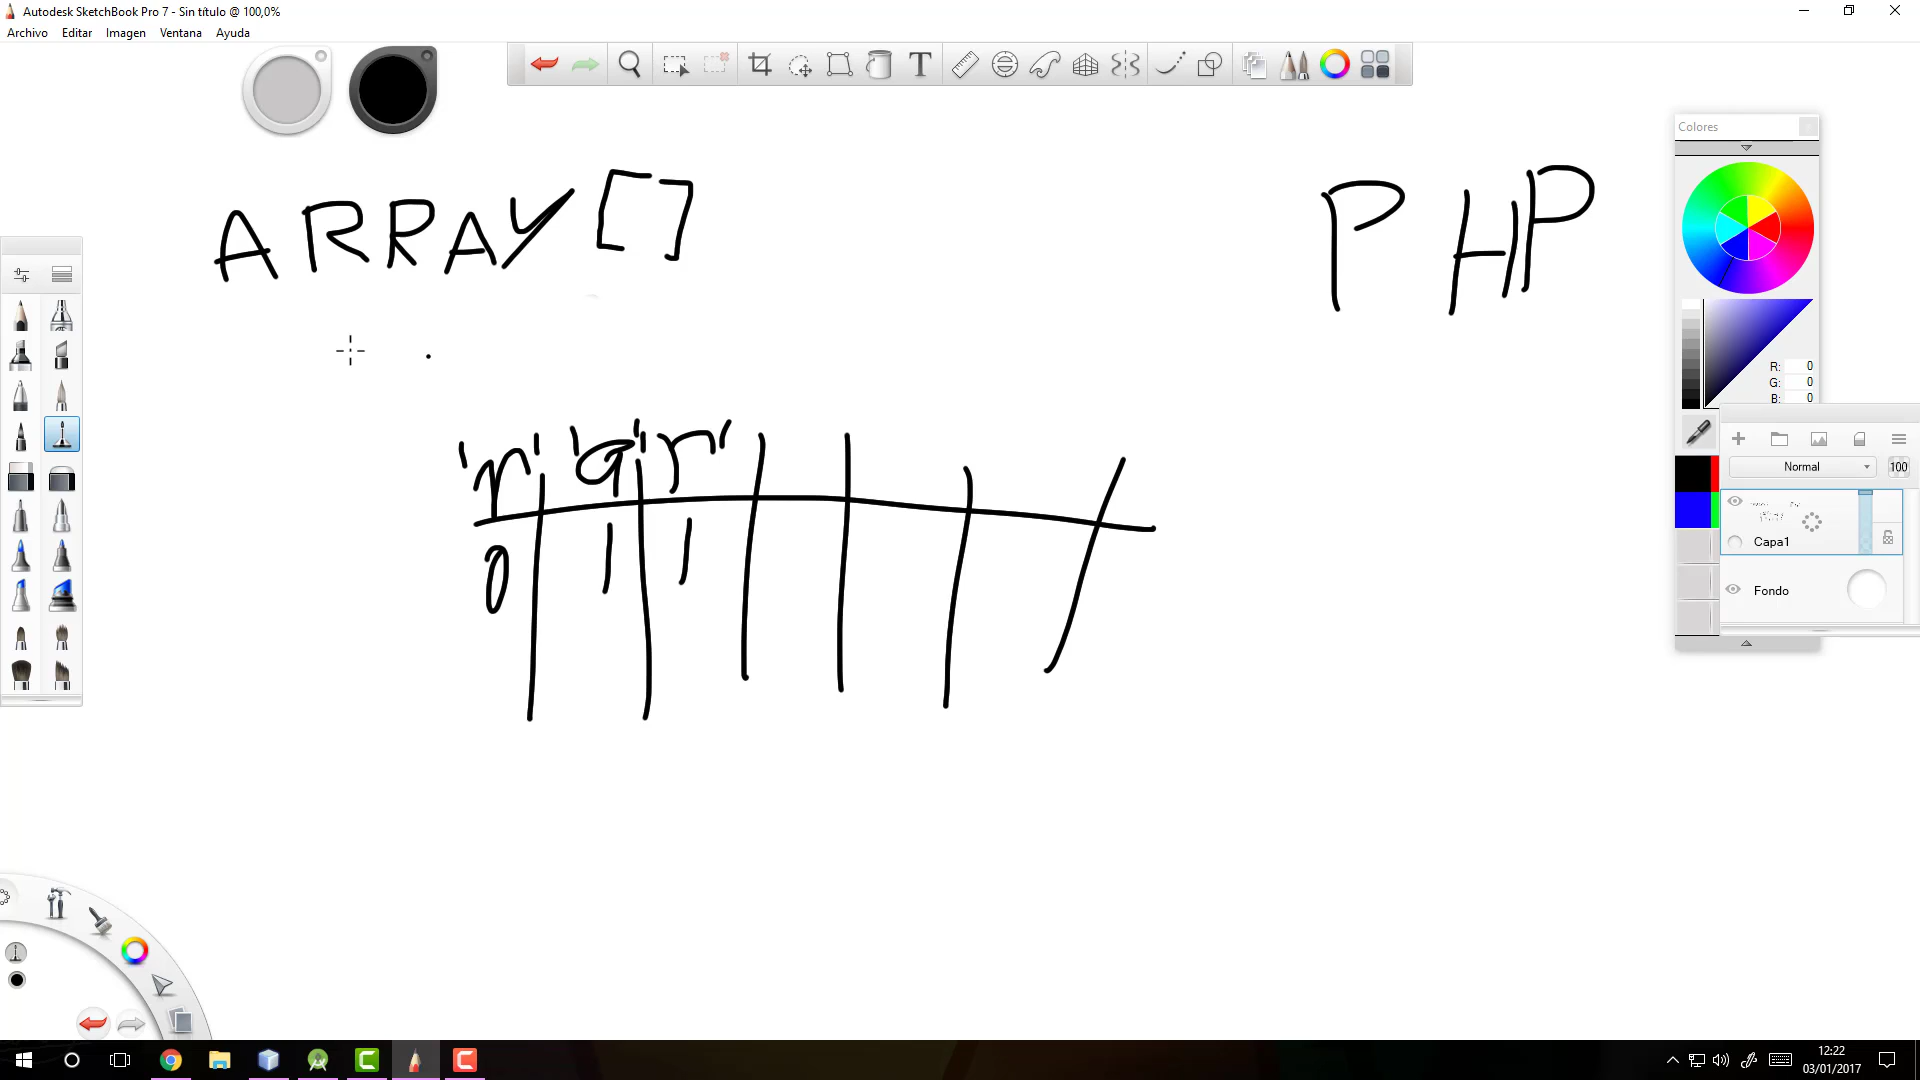 Autodesk SketchBook Pro 7 - Sin título @ 100,0%
Archivo Editar Imagen Ventana Ayuda
T
Colores
ARRAY []
PHP
R: 0
G: 0
B: 0
Normal 100
Capa1
Fondo
'n' 'a' 'r'
0 1 1
12:22
03/01/2017